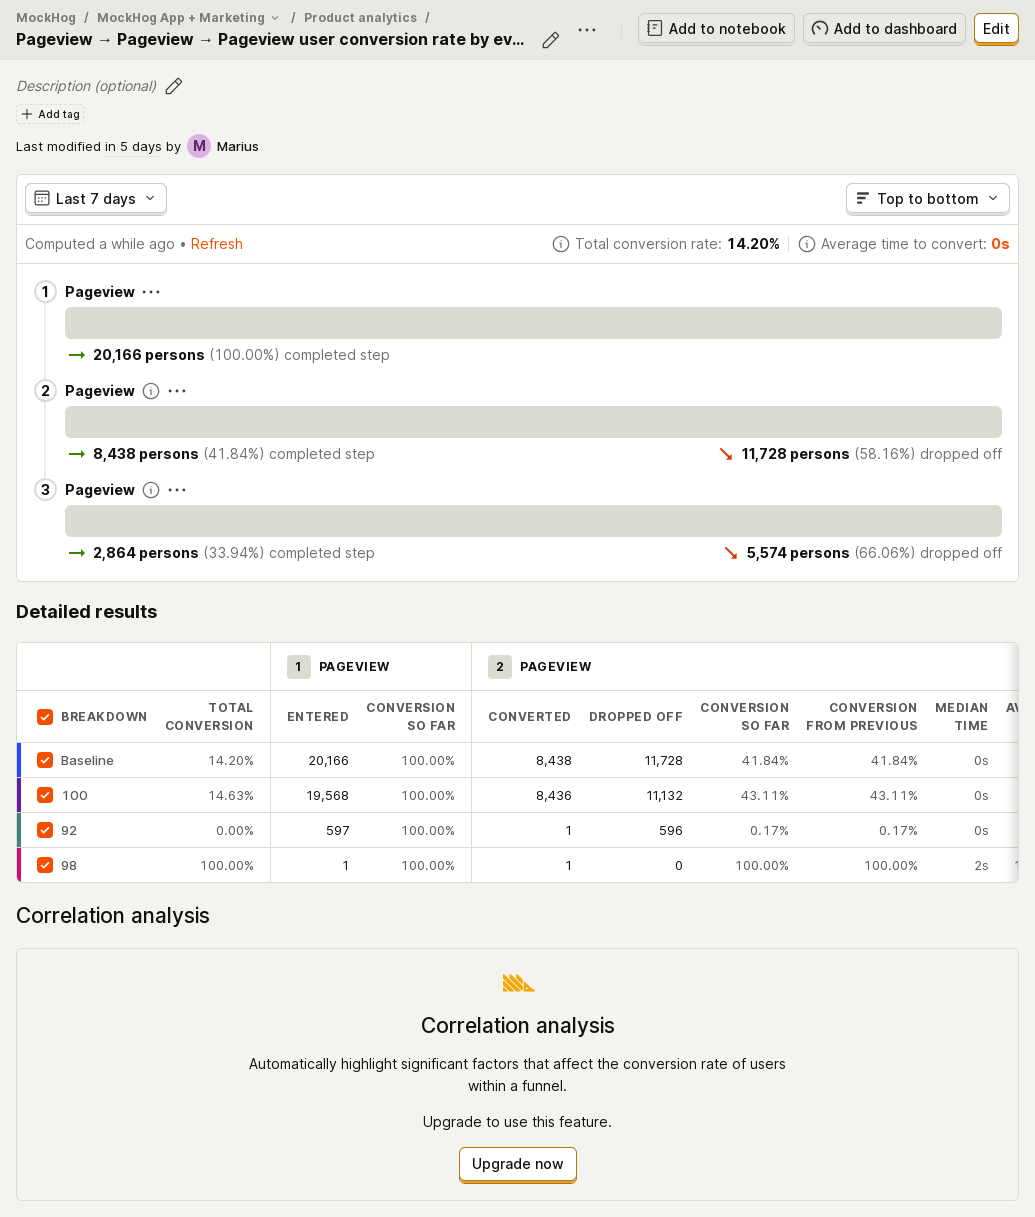 MockHog / MockHog App + Marketing / Product analytics /
Pageview → Pageview → Pageview user conversion rate by ev...
Add to notebook
Add to dashboard
Edit
Description (optional)
Add tag
Last modified in 5 days by M Marius
Last 7 days
Top to bottom
Computed a while ago • Refresh
Total conversion rate: 14.20%
Average time to convert: 0s
1 Pageview
20,166 persons (100.00%) completed step
2 Pageview
8,438 persons (41.84%) completed step
11,728 persons (58.16%) dropped off
3 Pageview
2,864 persons (33.94%) completed step
5,574 persons (66.06%) dropped off
Detailed results
1 PAGEVIEW
2 PAGEVIEW
BREAKDOWN
TOTAL
CONVERSION
ENTERED
CONVERSION
SO FAR
CONVERTED
DROPPED OFF
CONVERSION
SO FAR
CONVERSION
FROM PREVIOUS
MEDIAN
TIME
Baseline 14.20% 20,166 100.00% 8,438 11,728 41.84% 41.84% 0s
100 14.63% 19,568 100.00% 8,436 11,132 43.11% 43.11% 0s
92 0.00% 597 100.00% 1 596 0.17% 0.17% 0s
98 100.00% 1 100.00% 1 0 100.00% 100.00% 2s
Correlation analysis
Correlation analysis
Automatically highlight significant factors that affect the conversion rate of users
within a funnel.
Upgrade to use this feature.
Upgrade now